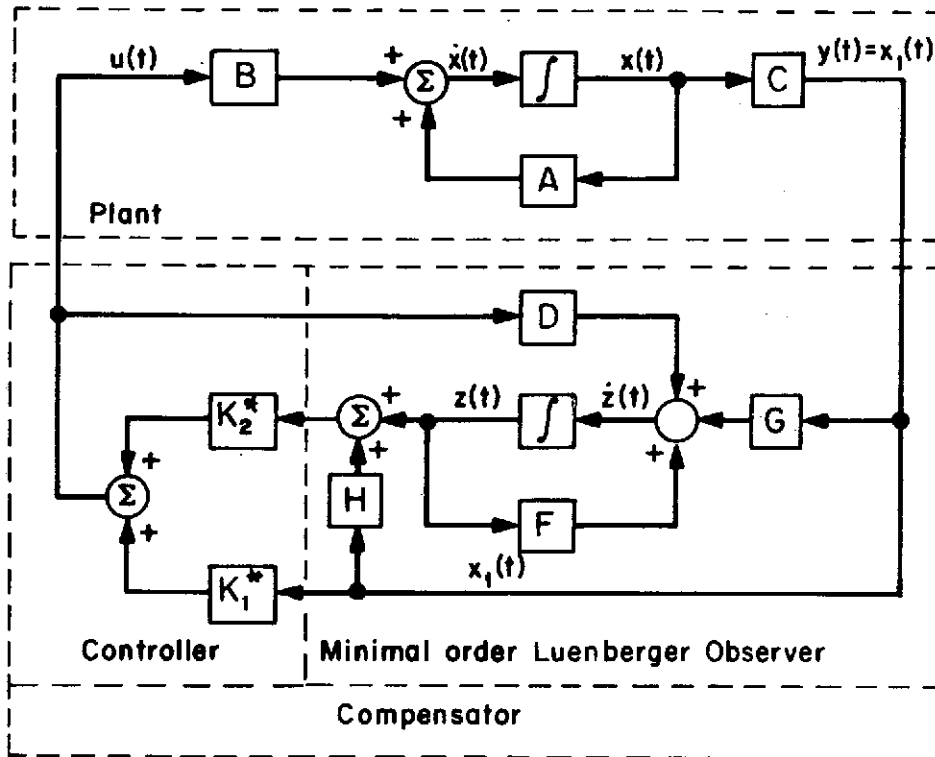 u(t)
B
+
Σ
+
ẋ(t)
∫
x(t)
C
y(t)=x₁(t)
A
Plant
D
+
K₂*
+
Σ
+
z(t)
∫
ż(t)
+
G
+
Σ
+
H
F
x₁(t)
K₁*
Controller
Minimal order Luenberger Observer
Compensator